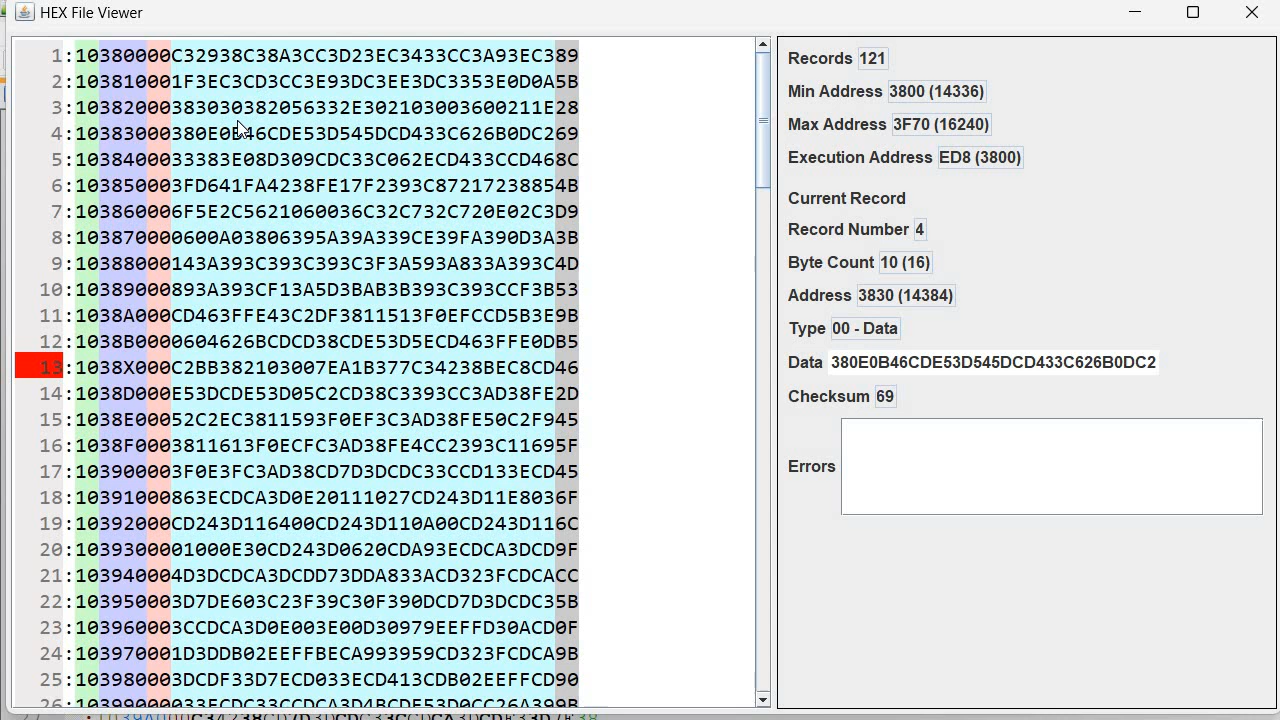 HEX File Viewer
1:10380000C32938C38A3CC3D23EC3433CC3A93EC389
2:103810001F3EC3CD3CC3E93DC3EE3DC3353E0D0A5B
3:10382000383030382056332E302103003600211E28
4:10383000380E0B46CDE53D545DCD433C626B0DC269
5:1038400033383E08D309CDC33C062ECD433CCD468C
6:103850003FD641FA4238FE17F2393C87217238854B
7:103860006F5E2C5621060036C32C732C720E02C3D9
8:103870000600A03806395A39A339CE39FA390D3A3B
9:10388000143A393C393C393C3F3A593A833A393C4D
10:10389000893A393CF13A5D3BAB3B393C393CCF3B53
11:1038A000CD463FFE43C2DF3811513F0EFCCD5B3E9B
12:1038B0000604626BCDCD38CDE53D5ECD463FFE0DB5
13:1038X000C2BB382103007EA1B377C34238BEC8CD46
14:1038D000E53DCDE53D05C2CD38C3393CC3AD38FE2D
15:1038E00052C2EC3811593F0EF3C3AD38FE50C2F945
16:1038F0003811613F0ECFC3AD38FE4CC2393C11695F
17:103900003F0E3FC3AD38CD7D3DCDC33CCD133ECD45
18:10391000863ECDCA3D0E20111027CD243D11E8036F
19:10392000CD243D116400CD243D110A00CD243D116C
20:1039300001000E30CD243D0620CDA93ECDCA3DCD9F
21:103940004D3DCDCA3DCDD73DDA833ACD323FCDCACC
22:103950003D7DE603C23F39C30F390DCD7D3DCDC35B
23:103960003CCDCA3D0E003E00D30979EEFFD30ACD0F
24:103970001D3DDB02EEFFBECA993959CD323FCDCA9B
25:103980003DCDF33D7ECD033ECD413CDB02EEFFCD90
26:10399000033ECDC33CCDCA3D4BCDE53D0CC26A399B
Records 121
Min Address 3800 (14336)
Max Address 3F70 (16240)
Execution Address ED8 (3800)
Current Record
Record Number 4
Byte Count 10 (16)
Address 3830 (14384)
Type 00 - Data
Data 380E0B46CDE53D545DCD433C626B0DC2
Checksum 69
Errors